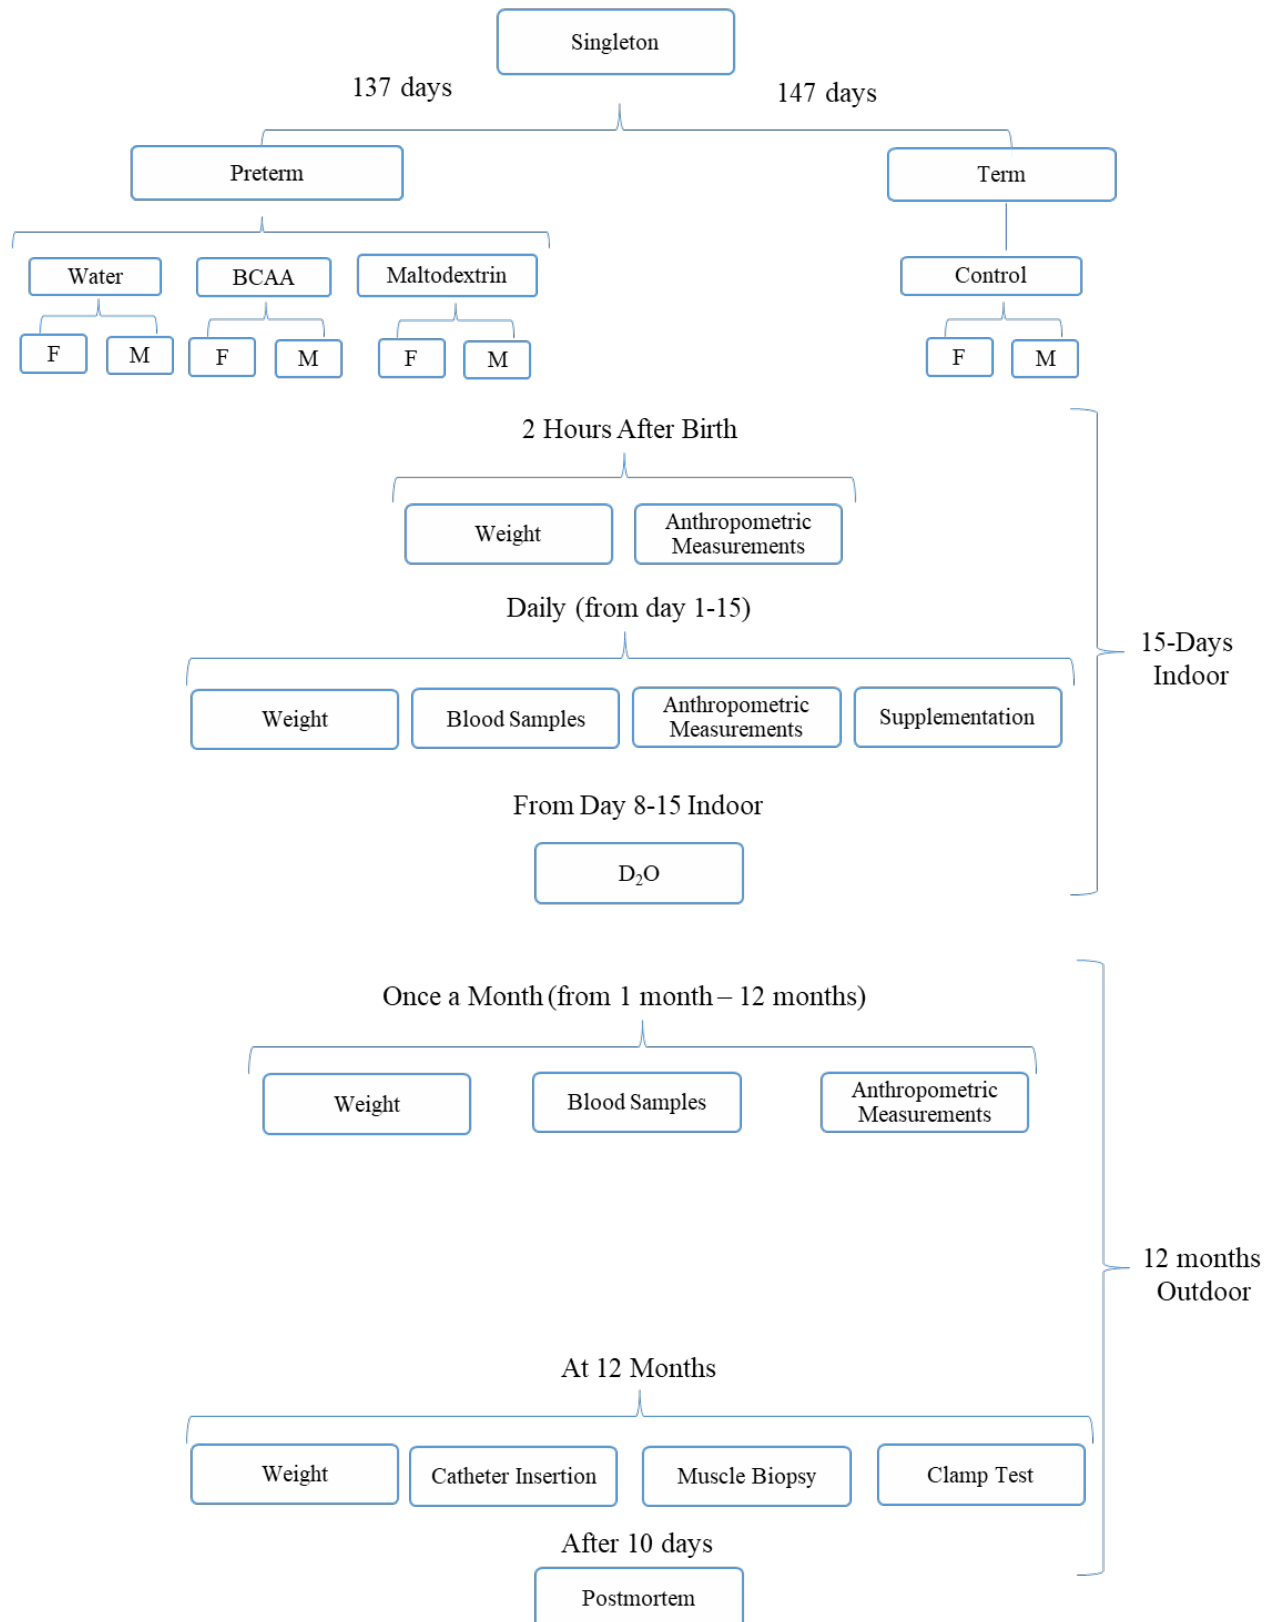 Singleton
137 days
147 days
Preterm
Term
Water
BCAA
Maltodextrin
Control
F
M
F
M
F
M
F
M
2 Hours After Birth
Weight
Anthropometric
Measurements
Daily (from day 1-15)
Weight
Blood Samples
Anthropometric
Measurements
Supplementation
15-Days
Indoor
From Day 8-15 Indoor
D₂O
Once a Month (from 1 month – 12 months)
Weight
Blood Samples
Anthropometric
Measurements
12 months
Outdoor
At 12 Months
Weight
Catheter Insertion
Muscle Biopsy
Clamp Test
After 10 days
Postmortem